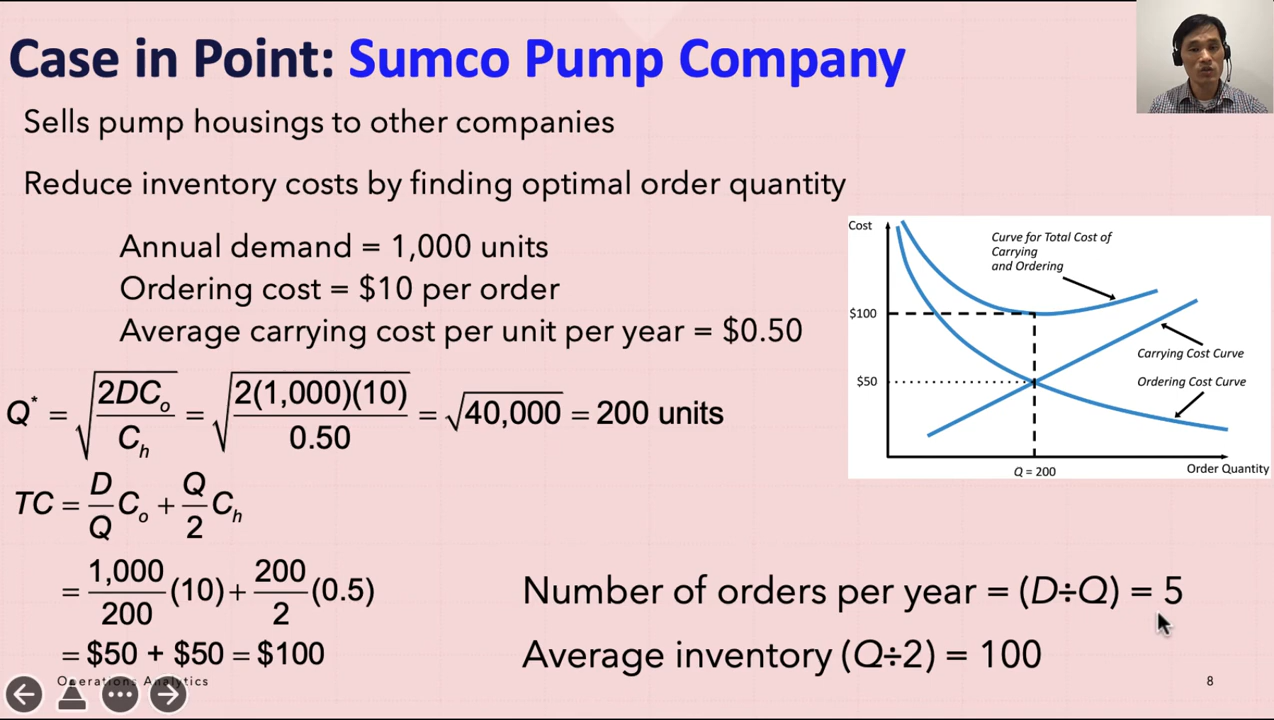 Case in Point: Sumco Pump Company
Sells pump housings to other companies
Reduce inventory costs by finding optimal order quantity
Annual demand = 1,000 units
Ordering cost = $10 per order
Average carrying cost per unit per year = $0.50
Q* = √(2DCₒ / Cₕ) = √(2(1,000)(10) / 0.50) = √40,000 = 200 units
TC = D/Q Cₒ + Q/2 Cₕ
= 1,000/200 (10) + 200/2 (0.5)
= $50 + $50 = $100
Cost
Curve for Total Cost of
Carrying
and Ordering
$100
Carrying Cost Curve
$50
Ordering Cost Curve
Q = 200
Order Quantity
Number of orders per year = (D÷Q) = 5
Average inventory (Q÷2) = 100
Operations Analytics
8